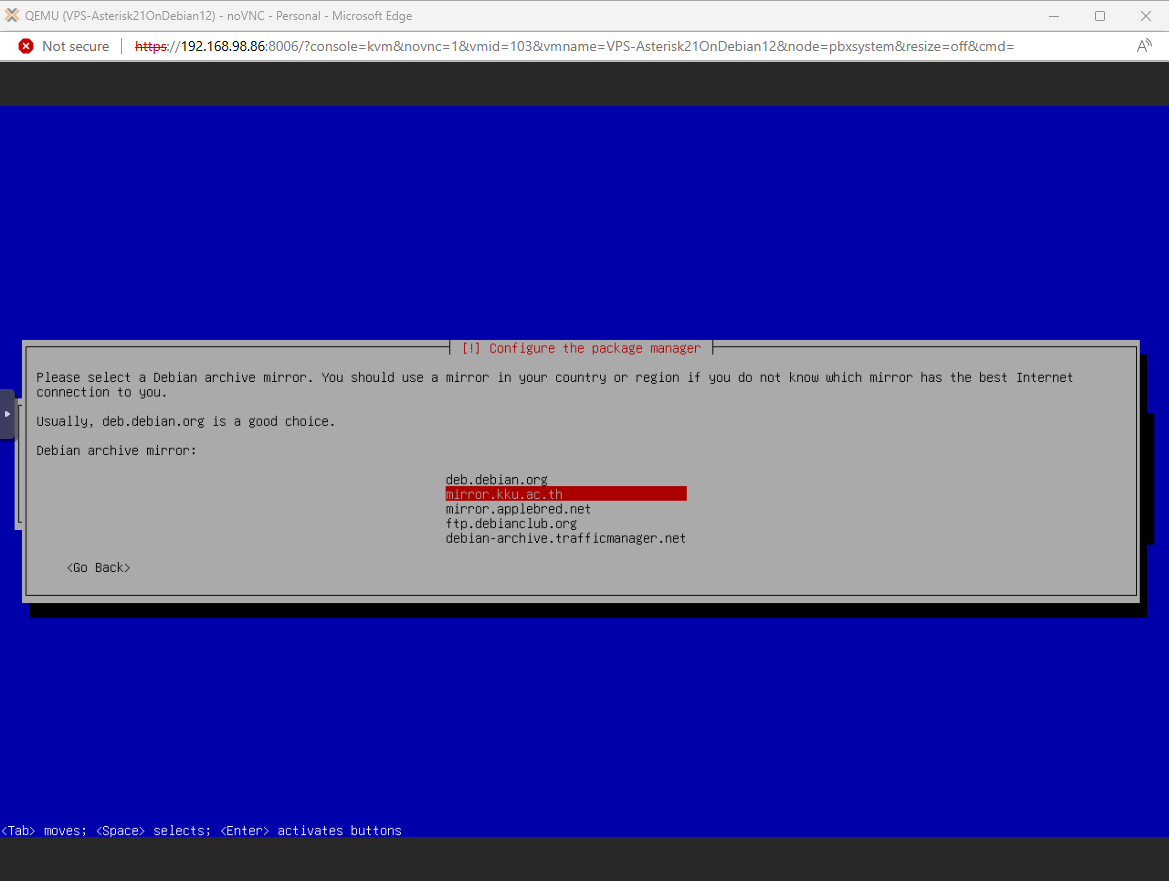 QEMU (VPS-Asterisk21OnDebian12) - noVNC - Personal - Microsoft Edge
Not secure | https://192.168.98.86:8006/?console=kvm&novnc=1&vmid=103&vmname=VPS-Asterisk21OnDebian12&node=pbxsystem&resize=off&cmd=
[!] Configure the package manager
Please select a Debian archive mirror. You should use a mirror in your country or region if you do not know which mirror has the best Internet
connection to you.
Usually, deb.debian.org is a good choice.
Debian archive mirror:
deb.debian.org
mirror.kku.ac.th
mirror.applebred.net
ftp.debianclub.org
debian-archive.trafficmanager.net
<Go Back>
<Tab> moves; <Space> selects; <Enter> activates buttons